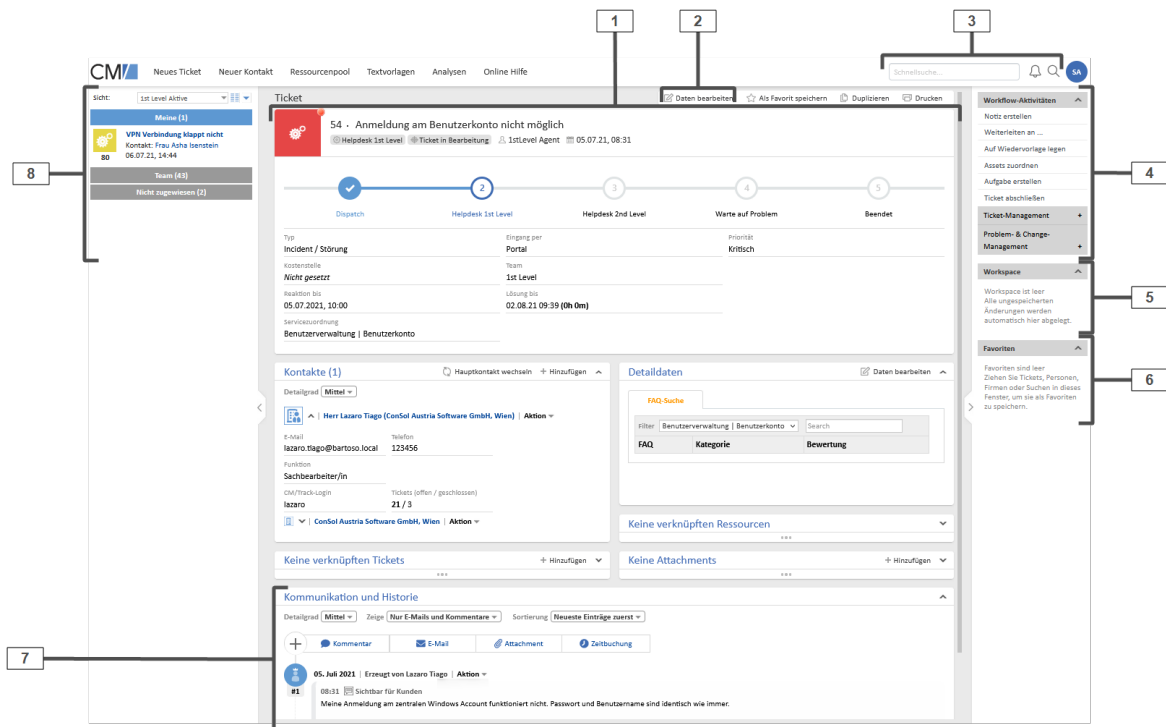 1
2
3
CM/
Neues Ticket Neuer Kontakt Ressourcenpool Textvorlagen Analysen Online Hilfe
Schnellsuche...
SA
8
Sicht: 1st Level Aktive
Meine (1)
VPN Verbindung klappt nicht
Kontakt: Frau Asha Isenstein
80 06.07.21, 14:44
Team (43)
Nicht zugewiesen (2)
Ticket
Daten bearbeiten Als Favorit speichern Duplizieren Drucken
54 · Anmeldung am Benutzerkonto nicht möglich
Helpdesk 1st Level Ticket in Bearbeitung 1stLevel Agent 05.07.21, 08:31
2 3 4 5
Dispatch Helpdesk 1st Level Helpdesk 2nd Level Warte auf Problem Beendet
Typ Eingang per Priorität
Incident / Störung Portal Kritisch
Kostenstelle Team
Nicht gesetzt 1st Level
Reaktion bis Lösung bis
05.07.2021, 10:00 02.08.21 09:39 (0h 0m)
Servicezuordnung
Benutzerverwaltung | Benutzerkonto
Kontakte (1) Hauptkontakt wechseln + Hinzufügen
Detailgrad Mittel
| Herr Lazaro Tiago (ConSol Austria Software GmbH, Wien) | Aktion
E-Mail Telefon
lazaro.tiago@bartoso.local 123456
Funktion
Sachbearbeiter/in
CM/Track-Login Tickets (offen / geschlossen)
lazaro 21 / 3
| ConSol Austria Software GmbH, Wien | Aktion
Detaildaten Daten bearbeiten
FAQ-Suche
Filter Benutzerverwaltung | Benutzerkonto Search
FAQ Kategorie Bewertung
Keine verknüpften Ressourcen
Keine verknüpften Tickets + Hinzufügen
Keine Attachments + Hinzufügen
7
Kommunikation und Historie
Detailgrad Mittel Zeige Nur E-Mails und Kommentare Sortierung Neueste Einträge zuerst
+ Kommentar E-Mail Attachment Zeitbuchung
05. Juli 2021 | Erzeugt von Lazaro Tiago | Aktion
#1 08:31 Sichtbar für Kunden
Meine Anmeldung am zentralen Windows Account funktioniert nicht. Passwort und Benutzername sind identisch wie immer.
4
Workflow-Aktivitäten
Notiz erstellen
Weiterleiten an ...
Auf Wiedervorlage legen
Assets zuordnen
Aufgabe erstellen
Ticket abschließen
Ticket-Management +
Problem- & Change-
Management +
5
Workspace
Workspace ist leer
Alle ungespeicherten
Änderungen werden
automatisch hier abgelegt.
6
Favoriten
Favoriten sind leer
Ziehen Sie Tickets, Personen,
Firmen oder Suchen in dieses
Fenster, um sie als Favoriten
zu speichern.